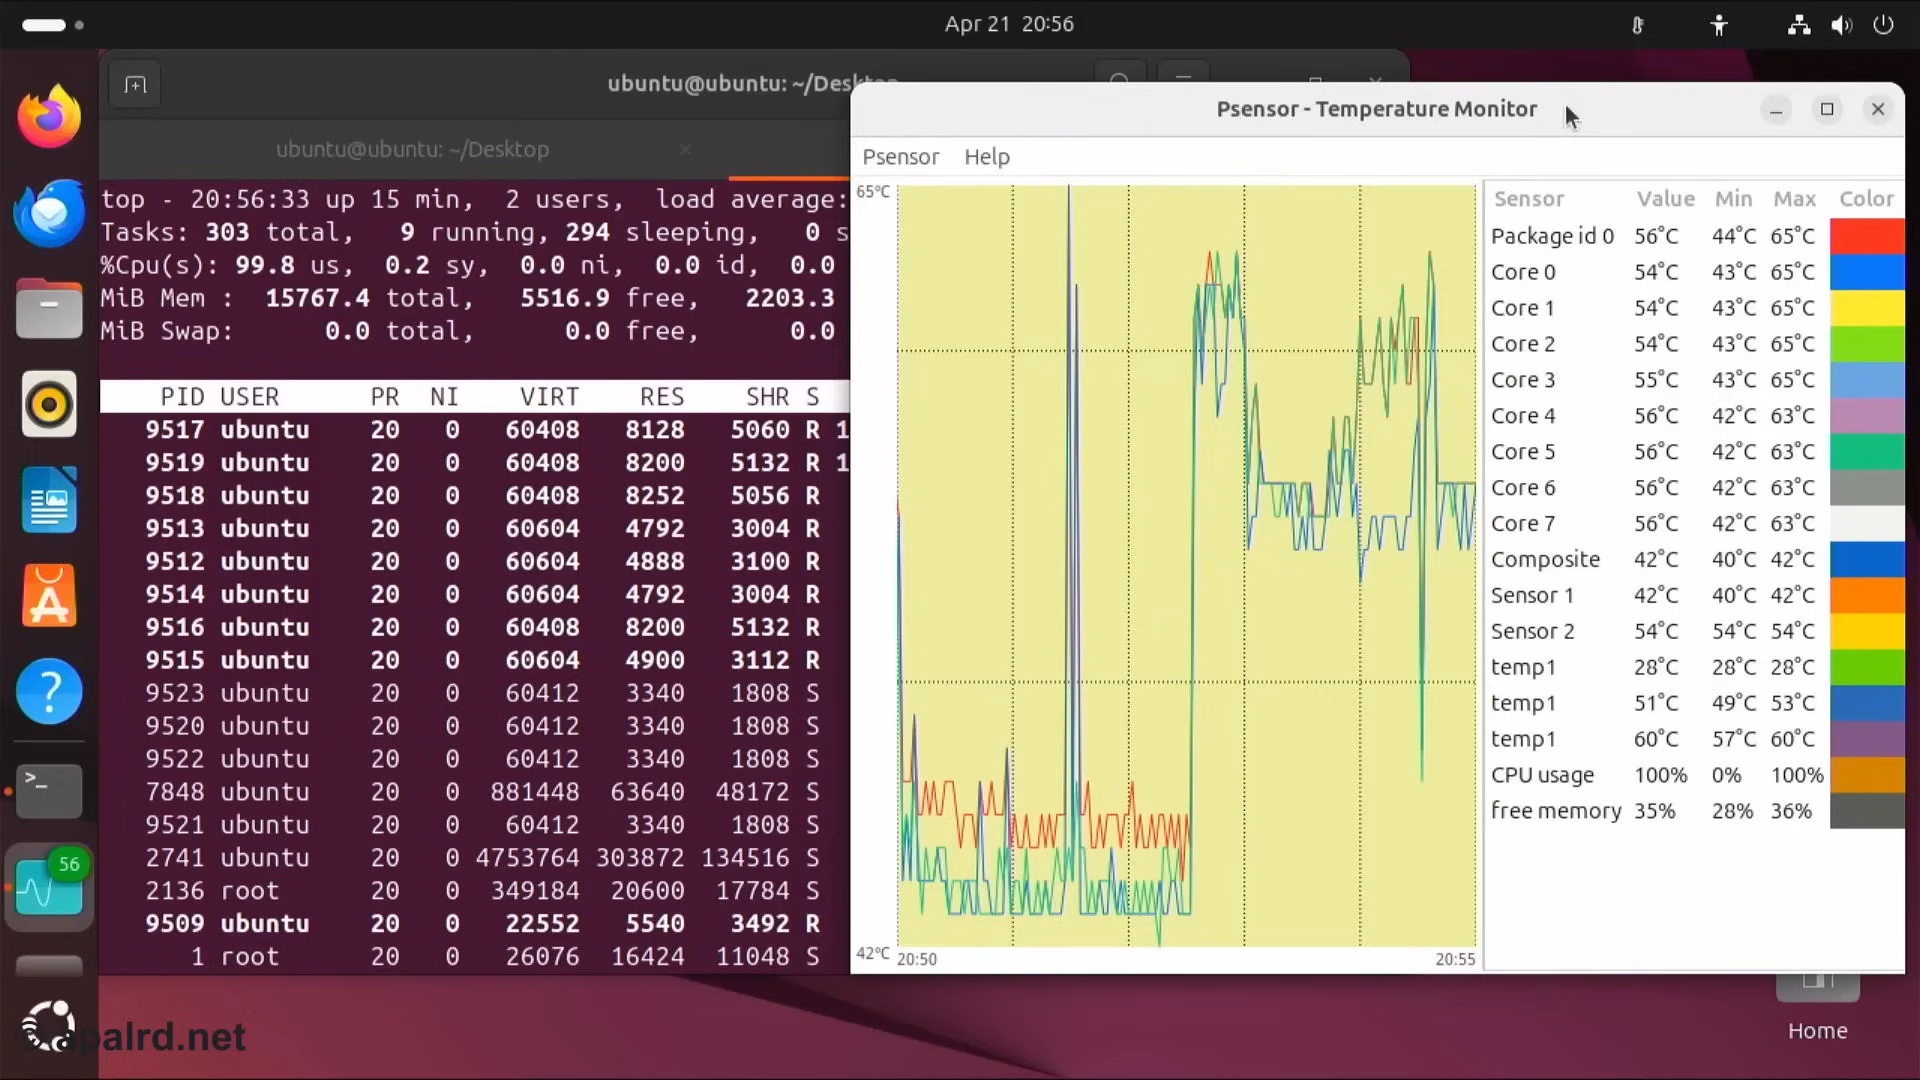 Apr 21 20:56
ubuntu@ubuntu: ~/Desktop
ubuntu@ubuntu: ~/Desktop
top - 20:56:33 up 15 min, 2 users, load average:
Tasks: 303 total, 9 running, 294 sleeping, 0 s
%Cpu(s): 99.8 us, 0.2 sy, 0.0 ni, 0.0 id, 0.0
MiB Mem : 15767.4 total, 5516.9 free, 2203.3
MiB Swap: 0.0 total, 0.0 free, 0.0
PID USER PR NI VIRT RES SHR S
9517 ubuntu 20 0 60408 8128 5060 R 1
9519 ubuntu 20 0 60408 8200 5132 R 1
9518 ubuntu 20 0 60408 8252 5056 R
9513 ubuntu 20 0 60604 4792 3004 R
9512 ubuntu 20 0 60604 4888 3100 R
9514 ubuntu 20 0 60604 4792 3004 R
9516 ubuntu 20 0 60408 8200 5132 R
9515 ubuntu 20 0 60604 4900 3112 R
9523 ubuntu 20 0 60412 3340 1808 S
9520 ubuntu 20 0 60412 3340 1808 S
9522 ubuntu 20 0 60412 3340 1808 S
7848 ubuntu 20 0 881448 63640 48172 S
9521 ubuntu 20 0 60412 3340 1808 S
2741 ubuntu 20 0 4753764 303872 134516 S
2136 root 20 0 349184 20600 17784 S
9509 ubuntu 20 0 22552 5540 3492 R
1 root 20 0 26076 16424 11048 S
Psensor - Temperature Monitor
Psensor Help
65°C
42°C
20:50 20:55
Sensor Value Min Max Color
Package id 0 56°C 44°C 65°C
Core 0 54°C 43°C 65°C
Core 1 54°C 43°C 65°C
Core 2 54°C 43°C 65°C
Core 3 55°C 43°C 65°C
Core 4 56°C 42°C 63°C
Core 5 56°C 42°C 63°C
Core 6 56°C 42°C 63°C
Core 7 56°C 42°C 63°C
Composite 42°C 40°C 42°C
Sensor 1 42°C 40°C 42°C
Sensor 2 54°C 54°C 54°C
temp1 28°C 28°C 28°C
temp1 51°C 49°C 53°C
temp1 60°C 57°C 60°C
CPU usage 100% 0% 100%
free memory 35% 28% 36%
56
Home
apalrd.net